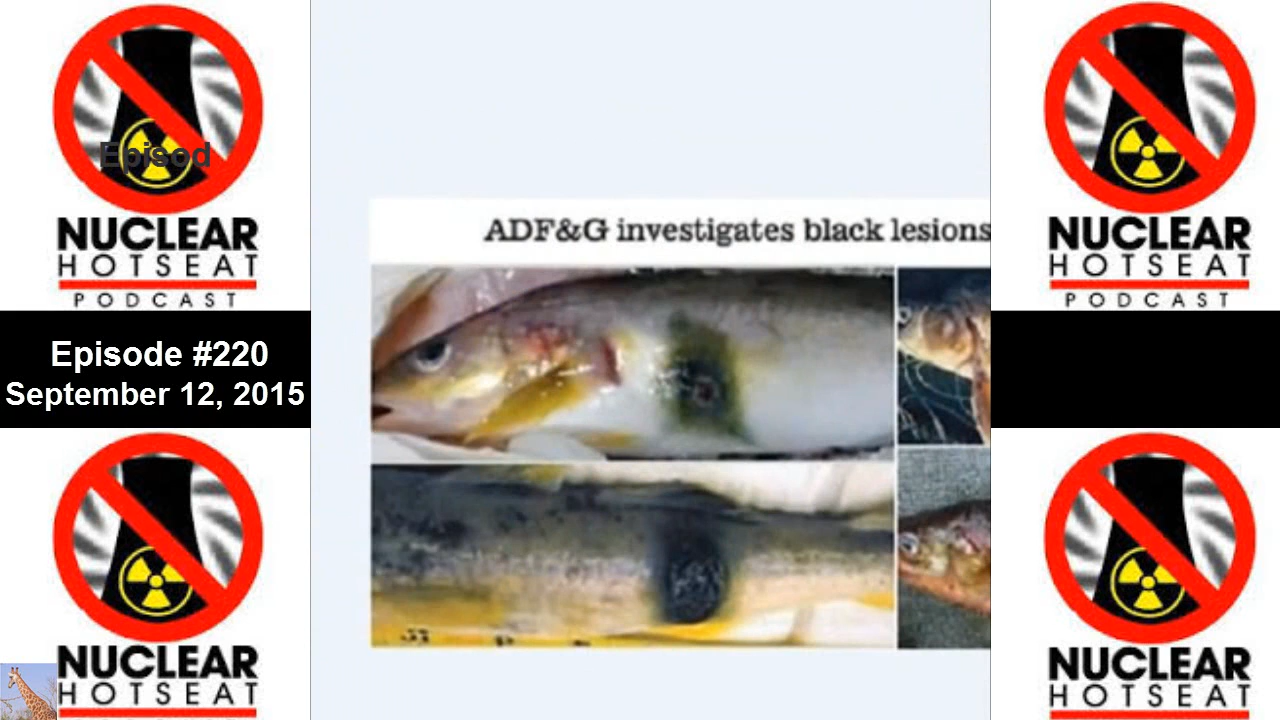 Episod
NUCLEAR
HOTSEAT
PODCAST
Episode #220
September 12, 2015
NUCLEAR
HOTSEAT
ADF&G investigates black lesions
NUCLEAR
HOTSEAT
PODCAST
NUCLEAR
HOTSEAT